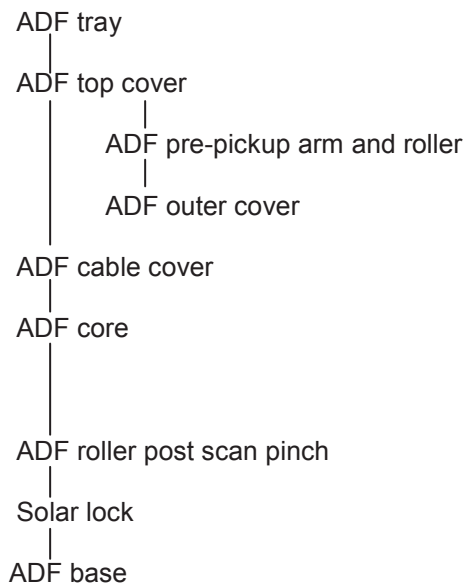 ADF tray
ADF top cover
ADF pre-pickup arm and roller
ADF outer cover
ADF cable cover
ADF core
ADF roller post scan pinch
Solar lock
ADF base